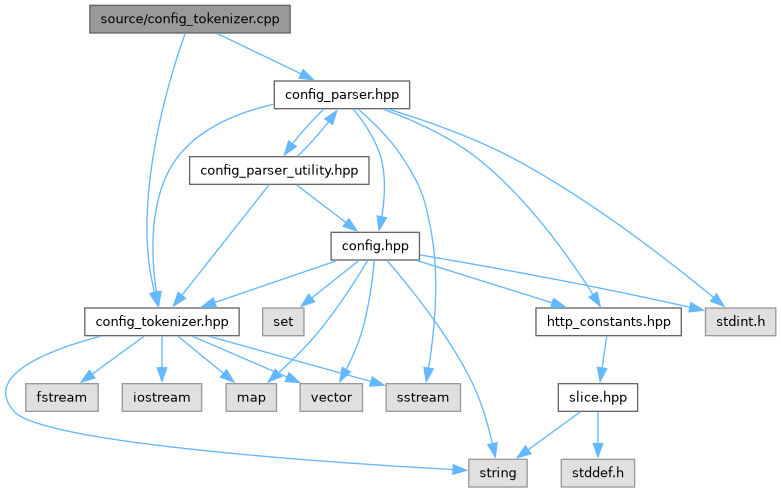 source/config_tokenizer.cpp
config_parser.hpp
config_parser_utility.hpp
config.hpp
config_tokenizer.hpp
set
http_constants.hpp
stdint.h
fstream
iostream
map
vector
sstream
slice.hpp
string
stddef.h